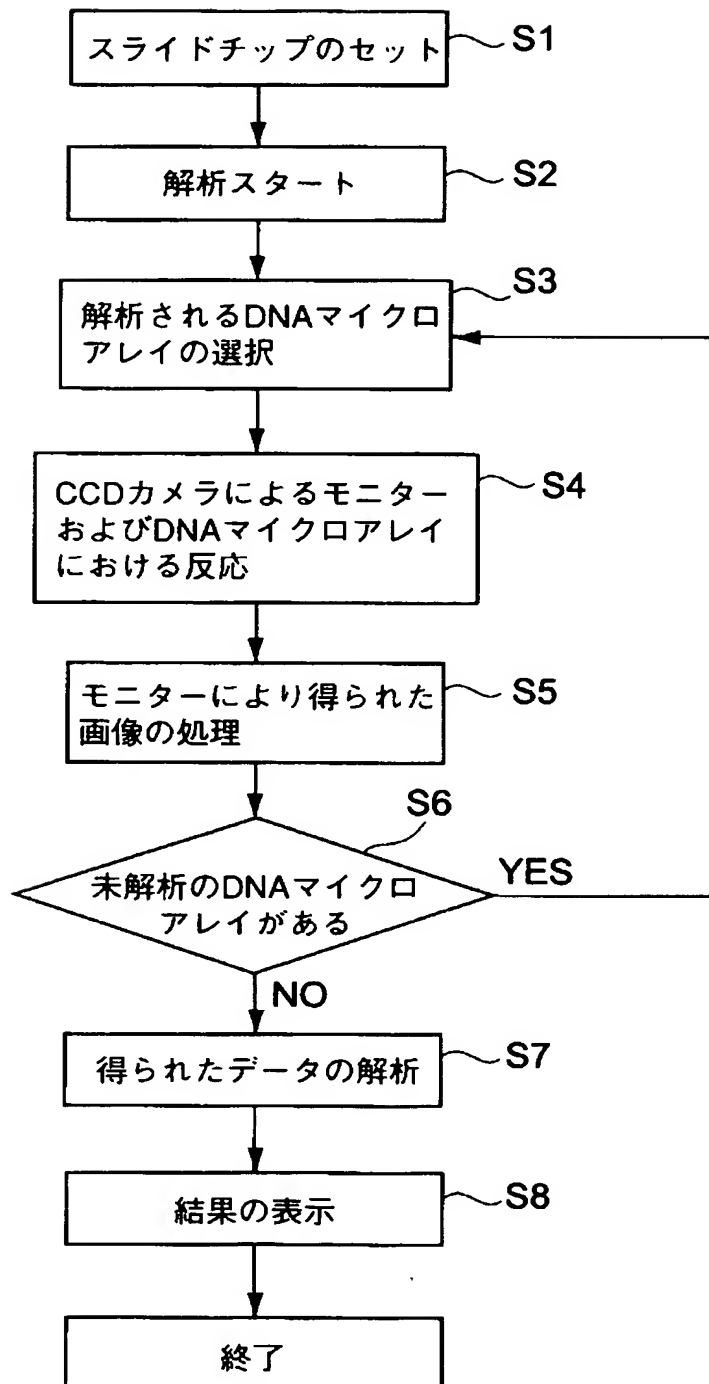 スライドチップのセット
S1
解析スタート
S2
解析されるDNAマイクロ
アレイの選択
S3
CCDカメラによるモニター
およびDNAマイクロアレイ
における反応
S4
モニターにより得られた
画像の処理
S5
S6
未解析のDNAマイクロ
アレイがある
YES
NO
得られたデータの解析
S7
結果の表示
S8
終了